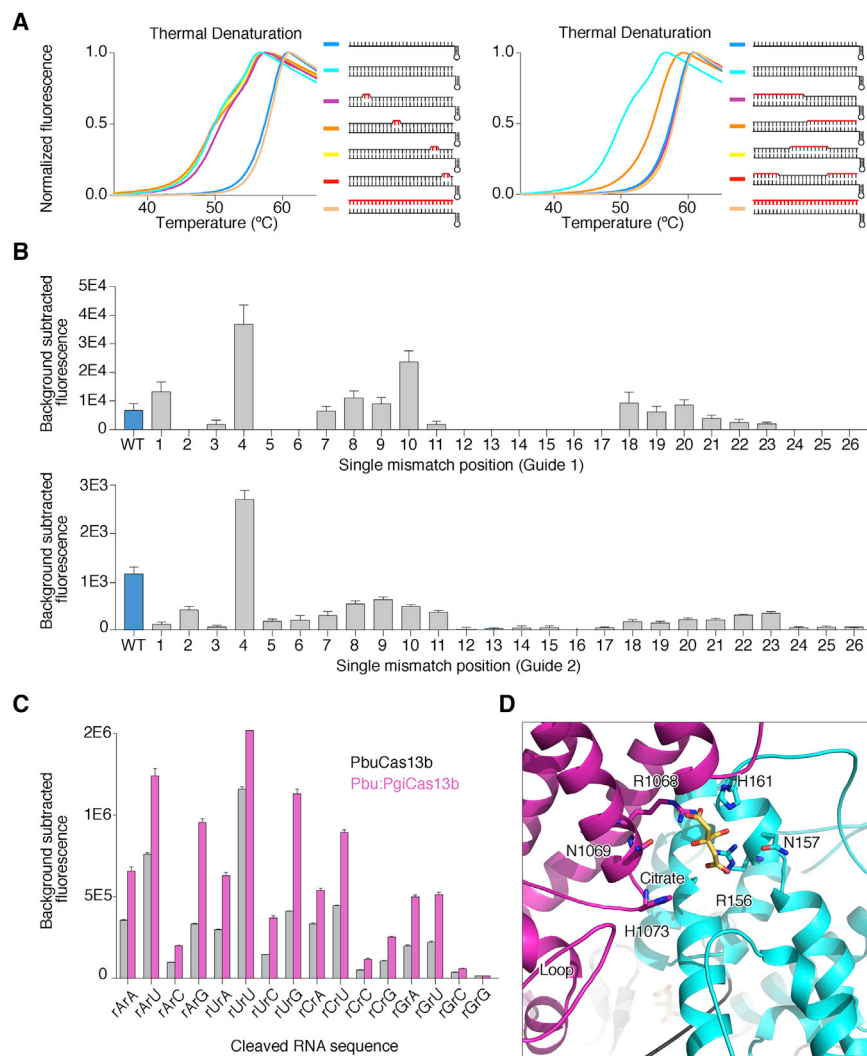 A
Thermal Denaturation
Normalized fluorescence
1.0
0.5
0.0
40 50 60
Temperature (ºC)
Thermal Denaturation
1.0
0.5
0.0
40 50 60
Temperature (ºC)
B
Background subtracted
fluorescence
5E4
4E4
2E4
1E4
0
WT 1 2 3 4 5 6 7 8 9 10 11 12 13 14 15 16 17 18 19 20 21 22 23 24 25 26
Single mismatch position (Guide 1)
Background subtracted
fluorescence
3E3
1E3
0
WT 1 2 3 4 5 6 7 8 9 10 11 12 13 14 15 16 17 18 19 20 21 22 23 24 25 26
Single mismatch position (Guide 2)
C
Background subtracted
fluorescence
2E6
1E6
5E5
0
PbuCas13b
Pbu:PgiCas13b
rArA rArU rArC rArG rUrA rUrU rUrC rUrG rCrA rCrU rCrC rCrG rGrA rGrU rGrC rGrG
Cleaved RNA sequence
D
R1068
H161
N1069
N157
Citrate
R156
H1073
Loop